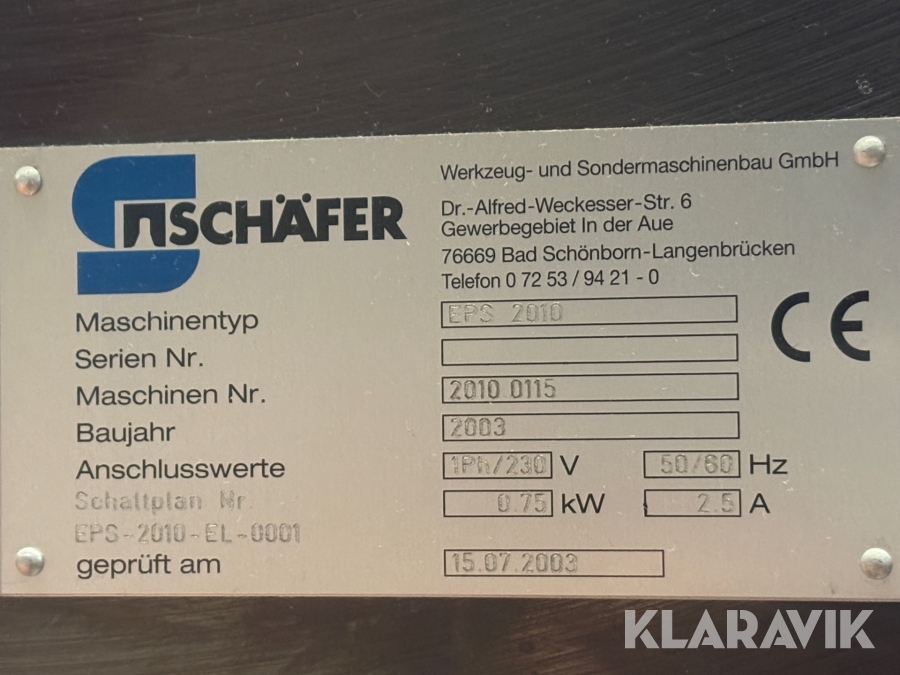 SCHÄFER
Werkzeug- und Sondermaschinenbau GmbH
Dr.-Alfred-Weckesser-Str. 6
Gewerbegebiet In der Aue
76669 Bad Schönborn-Langenbrücken
Telefon 0 72 53 / 94 21 - 0
Maschinentyp EPS 2010
Serien Nr.
Maschinen Nr. 2010 0115
Baujahr 2003
Anschlusswerte 1Ph/230 V 50/60 Hz
Schaltplan Nr. 0.75 kW 2.5 A
EPS-2010-EL-0001
geprüft am 15.07.2003
CE
KLARAVIK